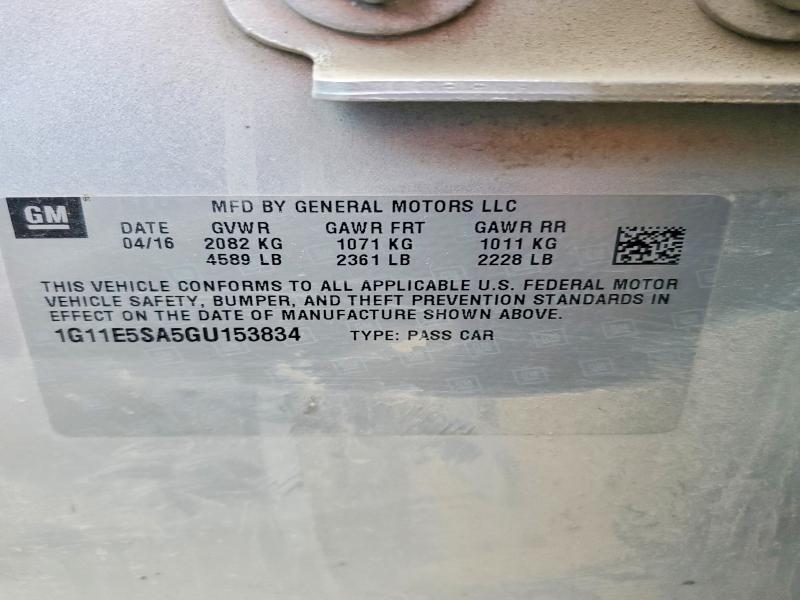 GM
MFD BY GENERAL MOTORS LLC
DATE GVWR GAWR FRT GAWR RR
04/16 2082 KG 1071 KG 1011 KG
4589 LB 2361 LB 2228 LB
THIS VEHICLE CONFORMS TO ALL APPLICABLE U.S. FEDERAL MOTOR
VEHICLE SAFETY, BUMPER, AND THEFT PREVENTION STANDARDS IN
EFFECT ON THE DATE OF MANUFACTURE SHOWN ABOVE.
1G11E5SA5GU153834 TYPE: PASS CAR